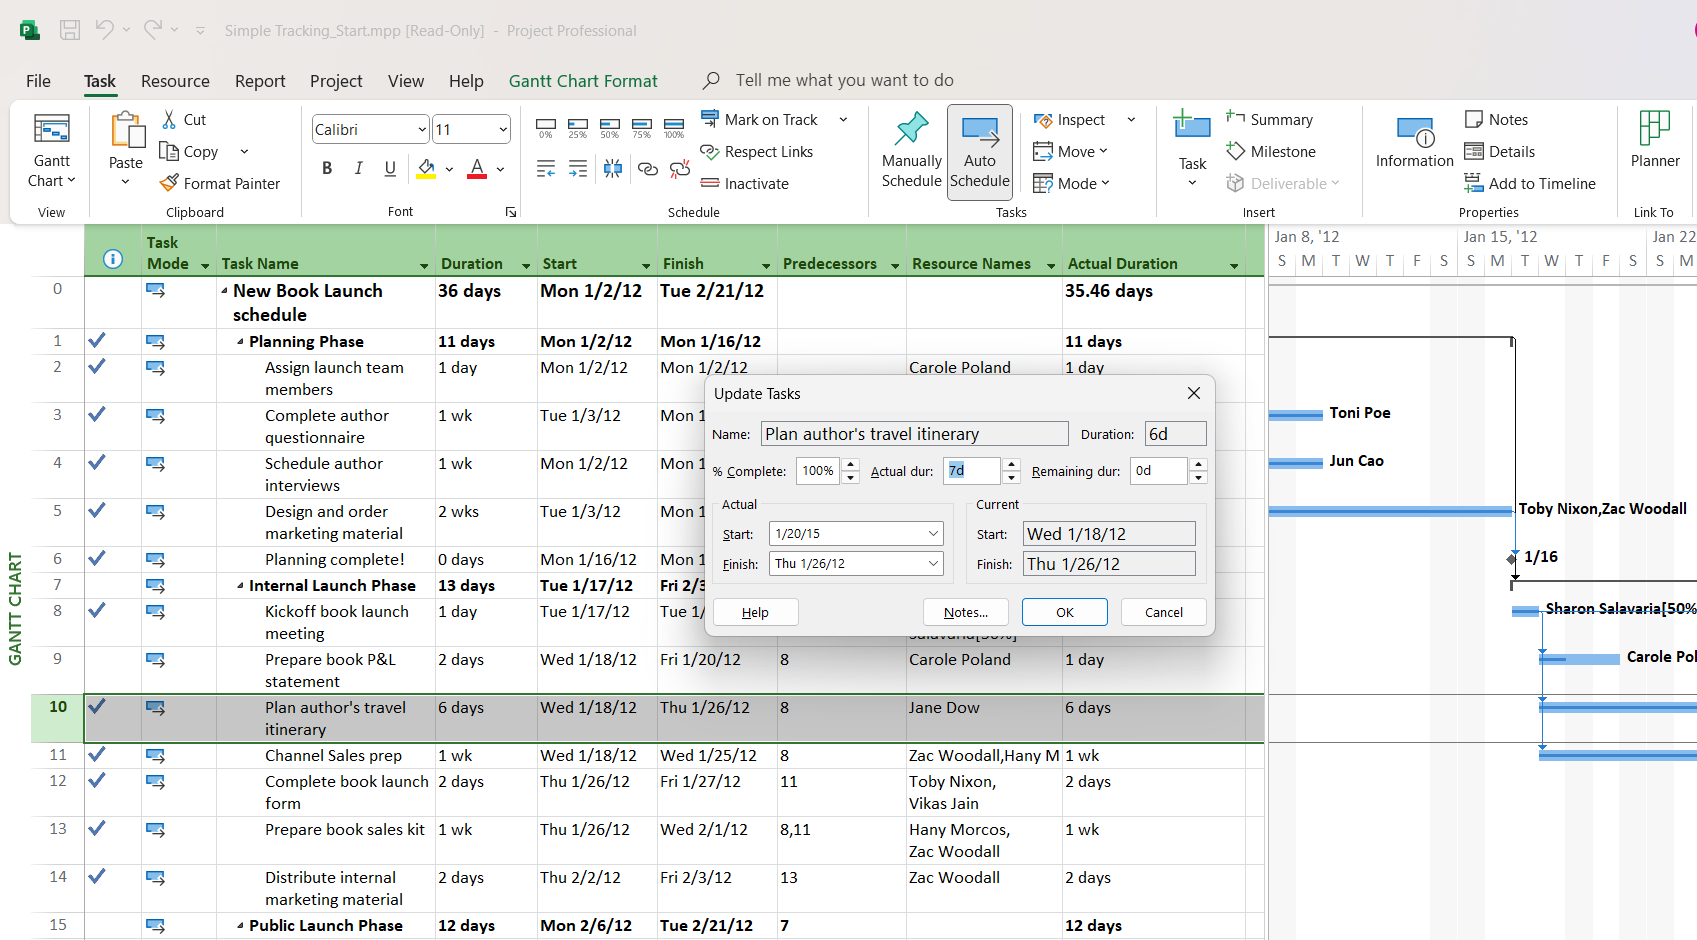 Simple Tracking_Start.mpp [Read-Only] - Project Professional
File Task Resource Report Project View Help Gantt Chart Format Tell me what you want to do
Gantt Chart
View
Paste
Cut
Copy
Format Painter
Clipboard
Calibri 11
B I U A
Font
0% 25% 50% 75% 100%
Mark on Track
Respect Links
Inactivate
Schedule
Manually Schedule
Auto Schedule
Inspect
Move
Mode
Tasks
Task
Summary
Milestone
Deliverable
Insert
Information
Notes
Details
Add to Timeline
Properties
Planner
Link To
GANTT CHART
Task Mode Task Name Duration Start Finish Predecessors Resource Names Actual Duration
Jan 8, '12 Jan 15, '12 Jan 22
S M T W T F S S M T W T F S S M
0 New Book Launch schedule 36 days Mon 1/2/12 Tue 2/21/12 35.46 days
1 Planning Phase 11 days Mon 1/2/12 Mon 1/16/12 11 days
2 Assign launch team members 1 day Mon 1/2/12 Mon 1/2/12 Carole Poland 1 day
3 Complete author questionnaire 1 wk Tue 1/3/12 Mon 1
4 Schedule author interviews 1 wk Mon 1/2/12 Mon 1
5 Design and order marketing material 2 wks Tue 1/3/12 Mon 1
6 Planning complete! 0 days Mon 1/16/12 Mon 1
7 Internal Launch Phase 13 days Tue 1/17/12 Fri 2/3
8 Kickoff book launch meeting 1 day Tue 1/17/12 Tue 1/
9 Prepare book P&L statement 2 days Wed 1/18/12 Fri 1/20/12 8 Carole Poland 1 day
10 Plan author's travel itinerary 6 days Wed 1/18/12 Thu 1/26/12 8 Jane Dow 6 days
11 Channel Sales prep 1 wk Wed 1/18/12 Wed 1/25/12 8 Zac Woodall,Hany M 1 wk
12 Complete book launch form 2 days Thu 1/26/12 Fri 1/27/12 11 Toby Nixon, Vikas Jain 2 days
13 Prepare book sales kit 1 wk Thu 1/26/12 Wed 2/1/12 8,11 Hany Morcos, Zac Woodall 1 wk
14 Distribute internal marketing material 2 days Thu 2/2/12 Fri 2/3/12 13 Zac Woodall 2 days
15 Public Launch Phase 12 days Mon 2/6/12 Tue 2/21/12 7 12 days
Update Tasks
Name: Plan author's travel itinerary Duration: 6d
% Complete: 100% Actual dur: 7d Remaining dur: 0d
Actual
Start: 1/20/15
Finish: Thu 1/26/12
Current
Start: Wed 1/18/12
Finish: Thu 1/26/12
Help Notes... OK Cancel
Toni Poe
Jun Cao
Toby Nixon,Zac Woodall
1/16
Sharon Salavaria[50%
Carole Pol